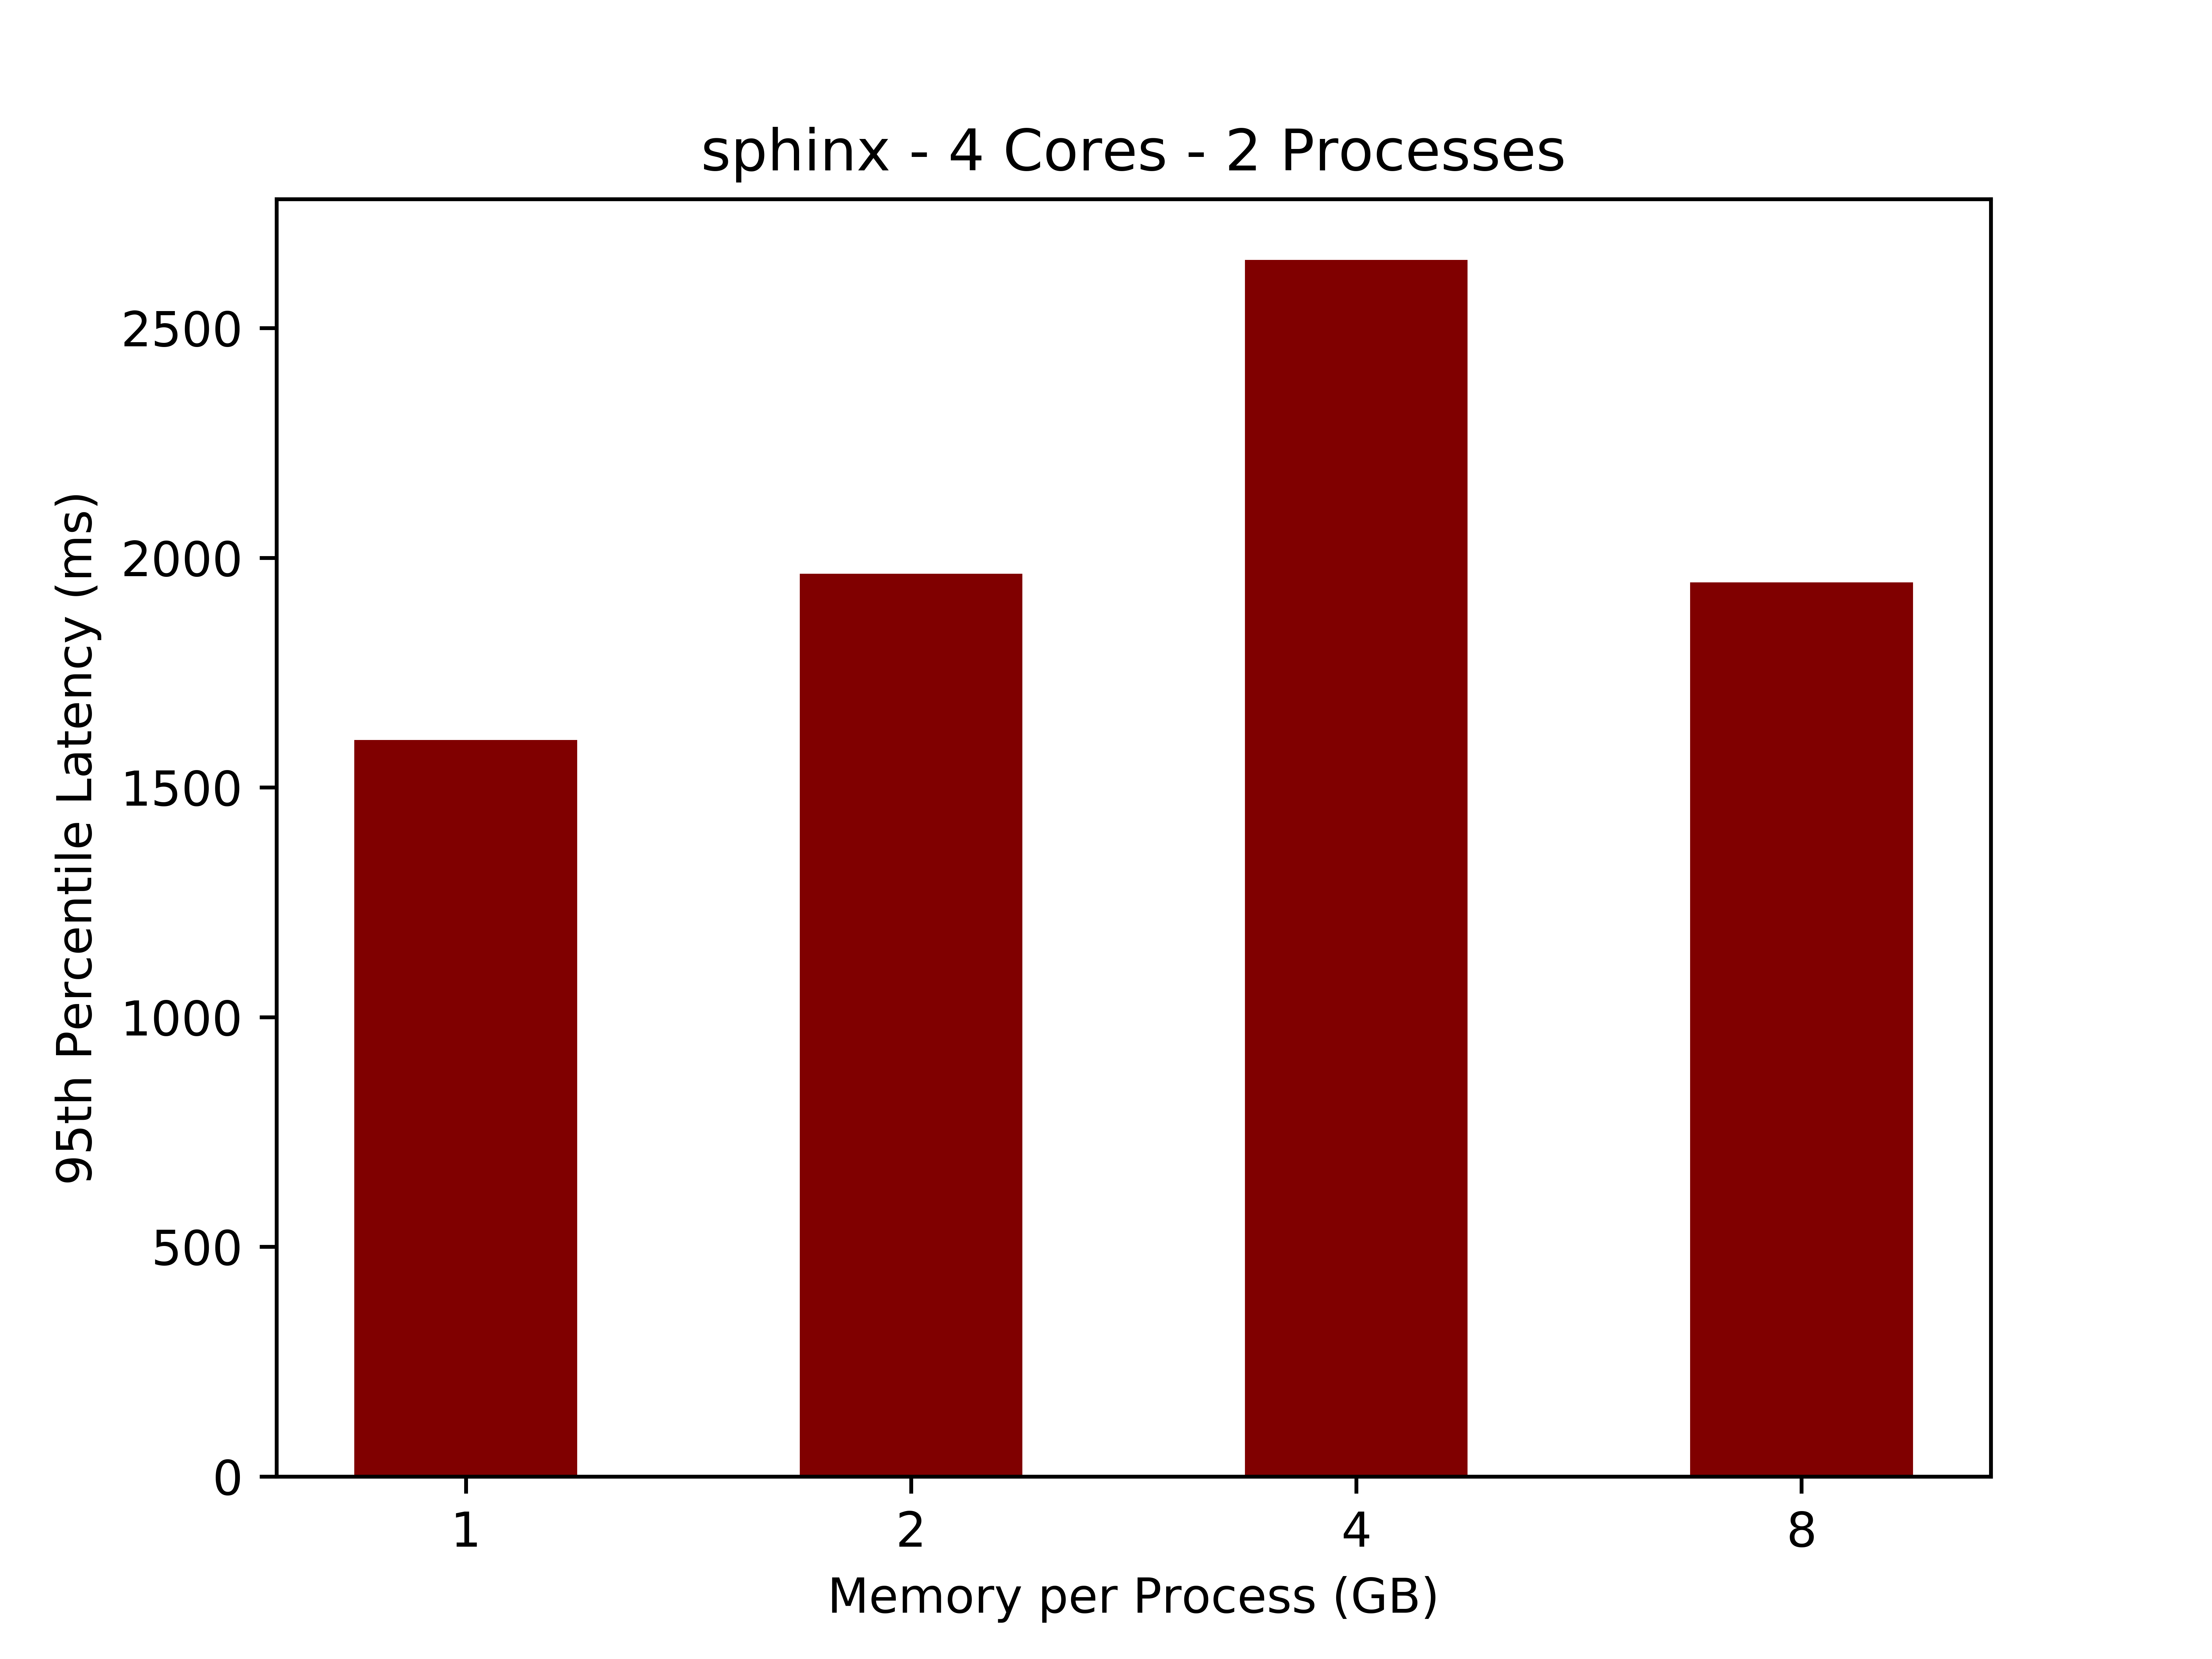 sphinx - 4 Cores - 2 Processes
95th Percentile Latency (ms)
2500
2000
1500
1000
500
0
1 2 4 8
Memory per Process (GB)